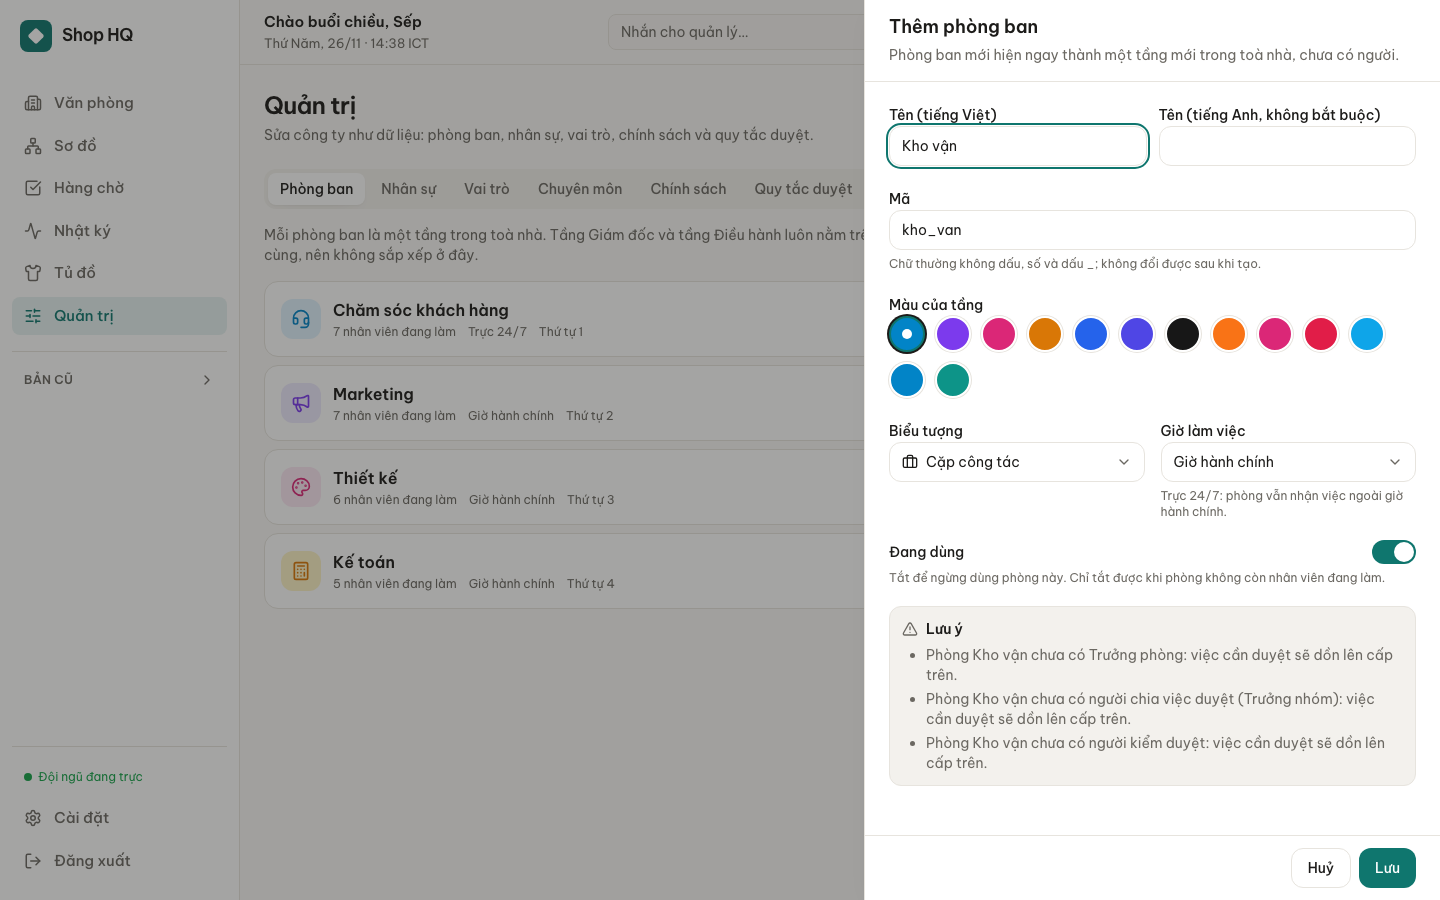 Shop HQ
Văn phòng
Sơ đồ
Hàng chờ
Nhật ký
Tủ đồ
Quản trị
BẢN CŨ
Đội ngũ đang trực
Cài đặt
Đăng xuất
Chào buổi chiều, Sếp
Thứ Năm, 26/11 · 14:38 ICT
Nhắn cho quản lý...
Quản trị
Sửa công ty như dữ liệu: phòng ban, nhân sự, vai trò, chính sách và quy tắc duyệt.
Phòng ban Nhân sự Vai trò Chuyên môn Chính sách Quy tắc duyệt
Mỗi phòng ban là một tầng trong toà nhà. Tầng Giám đốc và tầng Điều hành luôn nằm
cùng, nên không sắp xếp ở đây.
Chăm sóc khách hàng
7 nhân viên đang làm Trực 24/7 Thứ tự 1
Marketing
7 nhân viên đang làm Giờ hành chính Thứ tự 2
Thiết kế
6 nhân viên đang làm Giờ hành chính Thứ tự 3
Kế toán
5 nhân viên đang làm Giờ hành chính Thứ tự 4
Thêm phòng ban
Phòng ban mới hiện ngay thành một tầng mới trong toà nhà, chưa có người.
Tên (tiếng Việt) Tên (tiếng Anh, không bắt buộc)
Kho vận
Mã
kho_van
Chữ thường không dấu, số và dấu _; không đổi được sau khi tạo.
Màu của tầng
Biểu tượng Giờ làm việc
Cặp công tác Giờ hành chính
Trực 24/7: phòng vẫn nhận việc ngoài giờ
hành chính.
Đang dùng
Tắt để ngừng dùng phòng này. Chỉ tắt được khi phòng không còn nhân viên đang làm.
Lưu ý
• Phòng Kho vận chưa có Trưởng phòng: việc cần duyệt sẽ dồn lên cấp
trên.
• Phòng Kho vận chưa có người chia việc duyệt (Trưởng nhóm): việc
cần duyệt sẽ dồn lên cấp trên.
• Phòng Kho vận chưa có người kiểm duyệt: việc cần duyệt sẽ dồn lên
cấp trên.
Huỷ Lưu